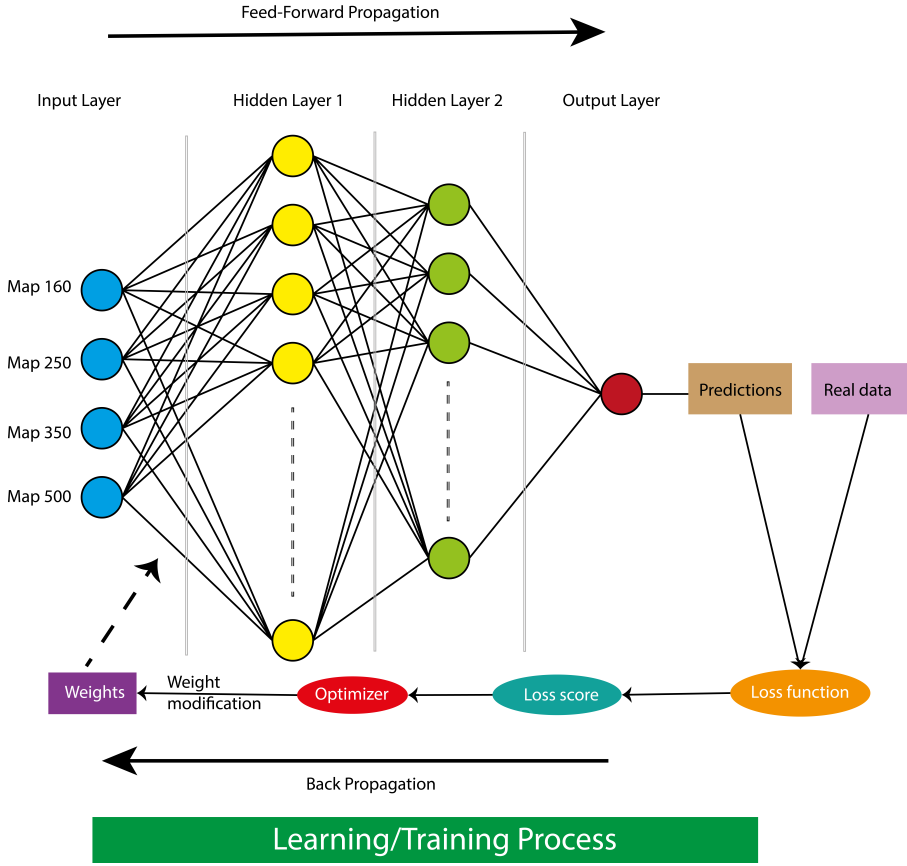 Feed-Forward Propagation
Input Layer
Hidden Layer 1
Hidden Layer 2
Output Layer
Map 160
Map 250
Map 350
Map 500
Predictions
Real data
Weights
Weight
modification
Optimizer
Loss score
Loss function
Back Propagation
Learning/Training Process